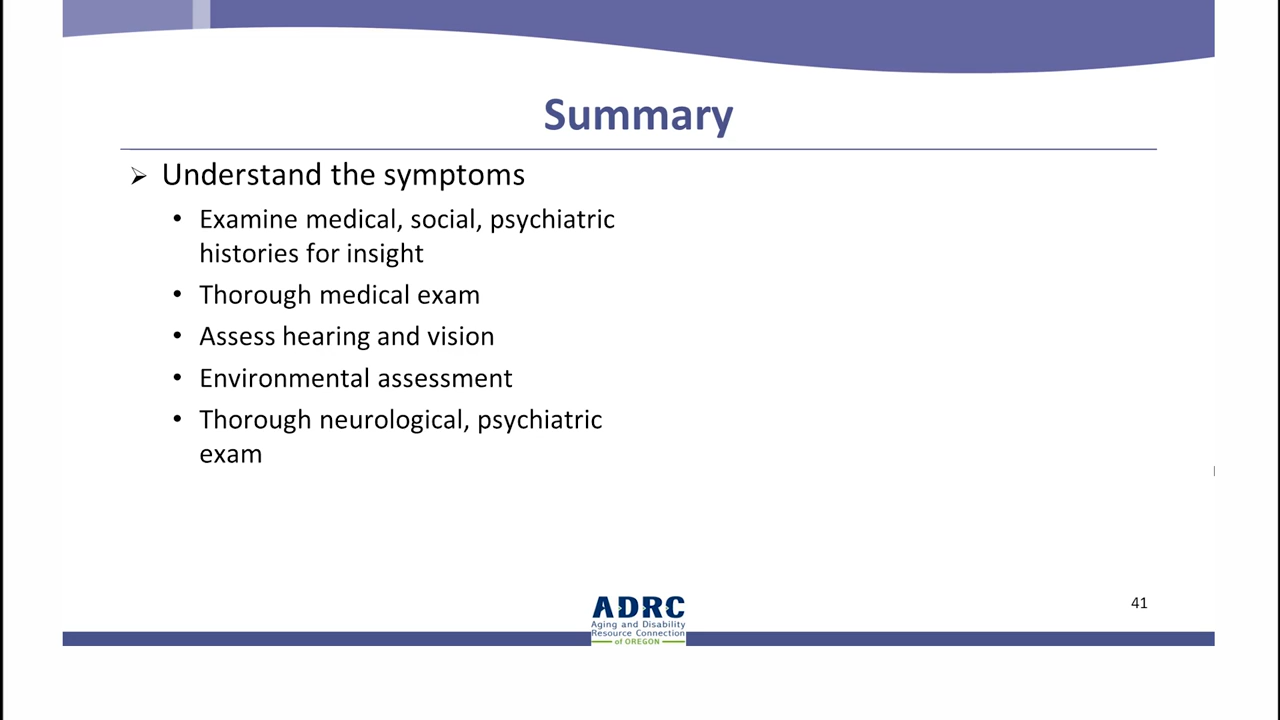 Summary
➢ Understand the symptoms
• Examine medical, social, psychiatric
histories for insight
• Thorough medical exam
• Assess hearing and vision
• Environmental assessment
• Thorough neurological, psychiatric
exam
41
ADRC
Aging and Disability
Resource Connection
of OREGON